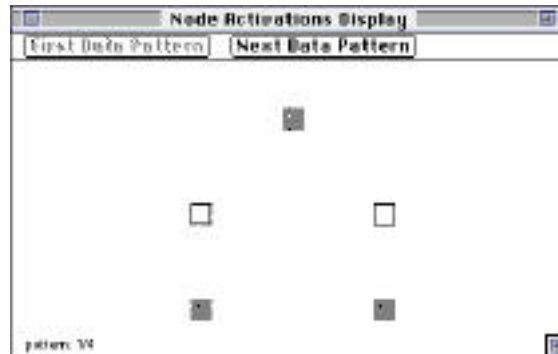 Node Activations Display
First Data Pattern Next Data Pattern
pattern: 1/4